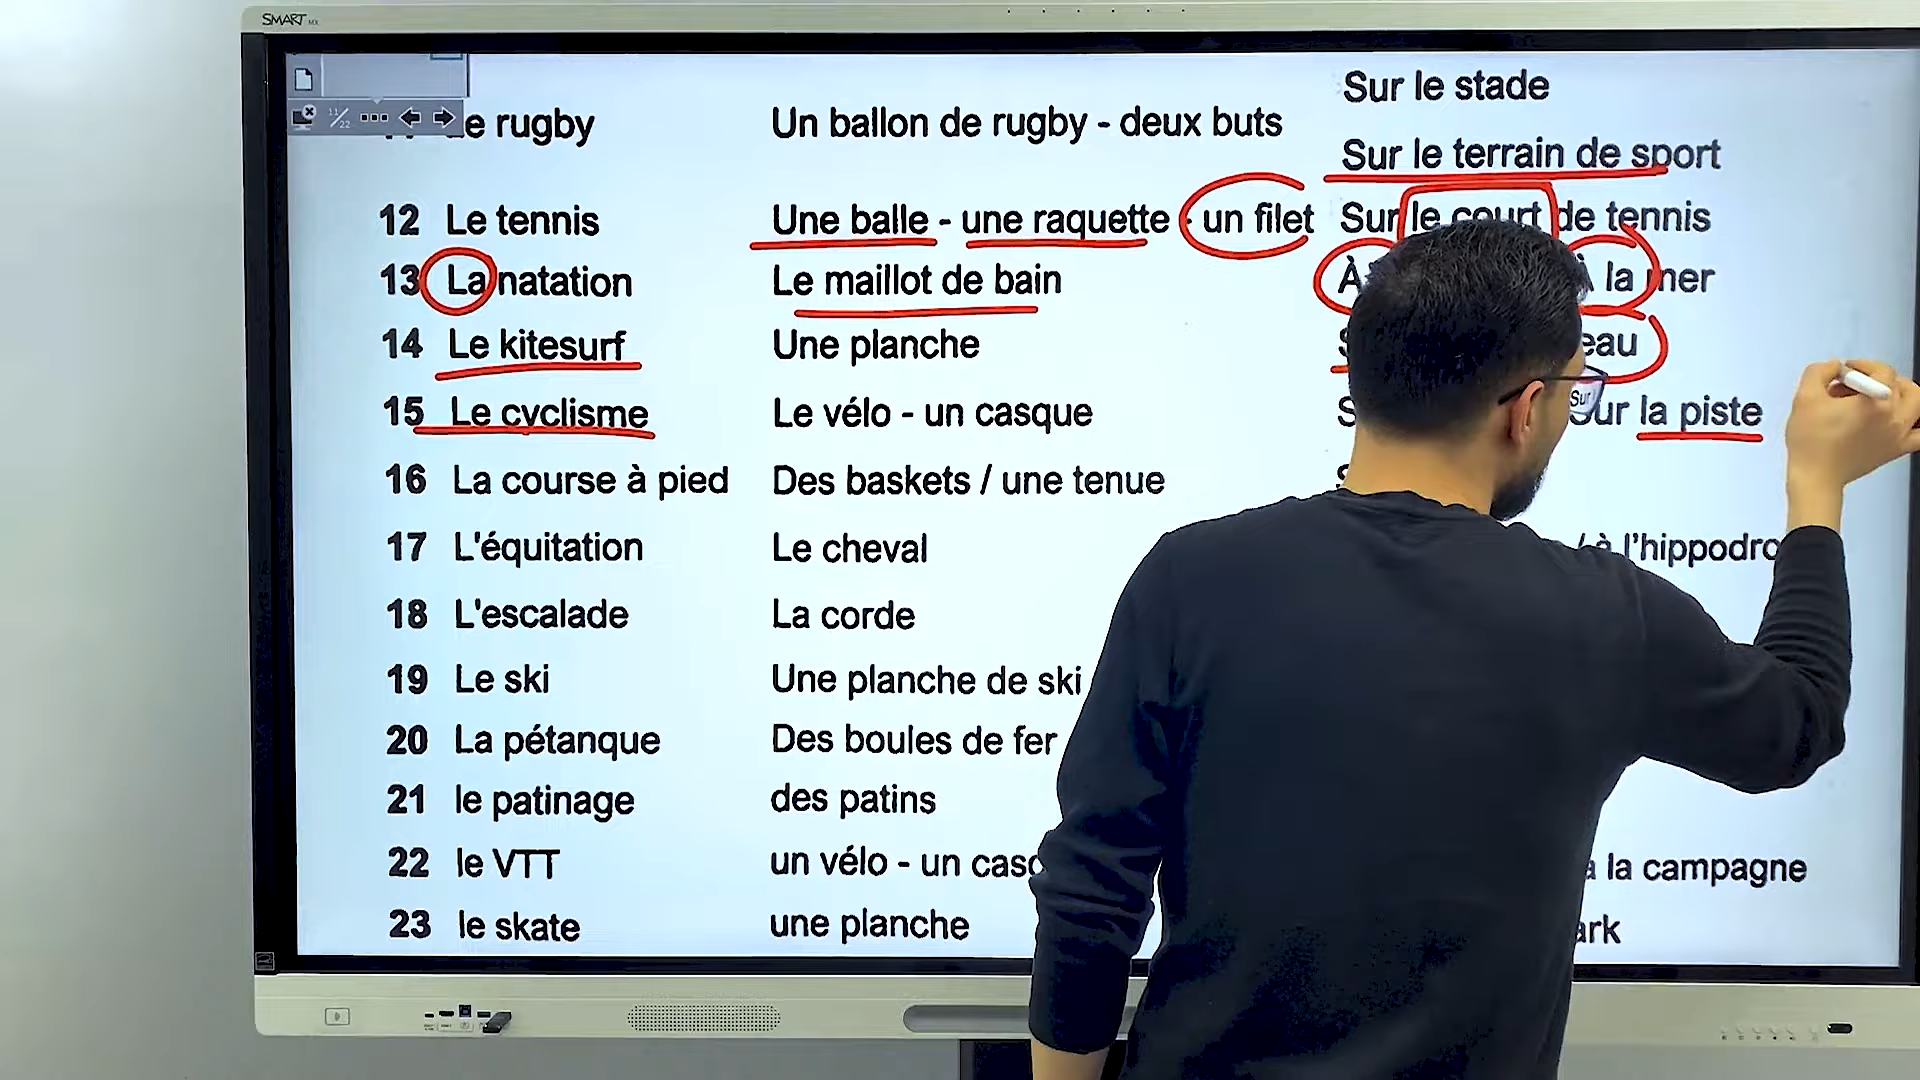 SMART MX
11/22
Sur le stade
le rugby Un ballon de rugby - deux buts
Sur le terrain de sport
12 Le tennis Une balle - une raquette - un filet Sur le court de tennis
13 La natation Le maillot de bain À À la mer
14 Le kitesurf Une planche eau
15 Le cyclisme Le vélo - un casque Sur la piste
16 La course à pied Des baskets / une tenue
17 L'équitation Le cheval / à l'hippodro
18 L'escalade La corde
19 Le ski Une planche de ski
20 La pétanque Des boules de fer
21 le patinage des patins
22 le VTT un vélo - un casq à la campagne
23 le skate une planche ark